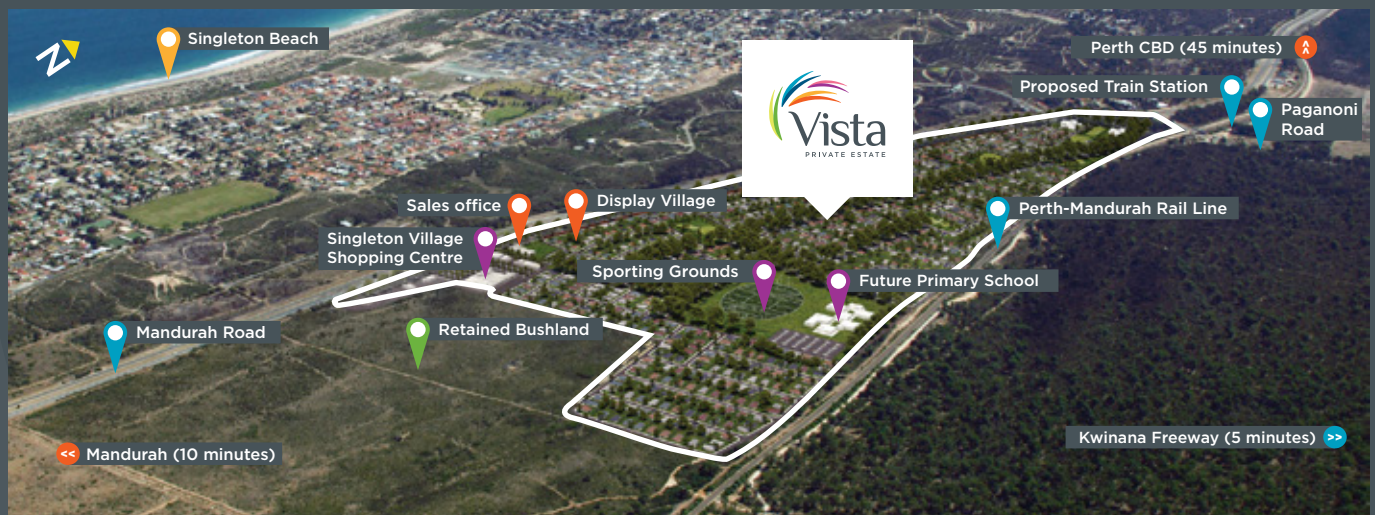 N
Singleton Beach
Perth CBD (45 minutes)
Proposed Train Station
Paganoni
Road
Vista
PRIVATE ESTATE
Sales office
Display Village
Perth-Mandurah Rail Line
Singleton Village
Shopping Centre
Sporting Grounds
Future Primary School
Mandurah Road
Retained Bushland
<< Mandurah (10 minutes)
Kwinana Freeway (5 minutes) >>